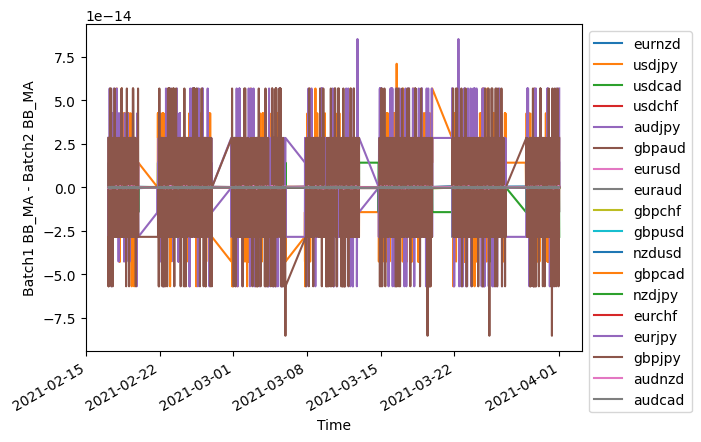 1e−14
7.5
5.0
2.5
0.0
−2.5
−5.0
−7.5
Batch1 BB_MA - Batch2 BB_MA
2021-02-15
2021-02-22
2021-03-01
2021-03-08
2021-03-15
2021-03-22
2021-04-01
Time
eurnzd
usdjpy
usdcad
usdchf
audjpy
gbpaud
eurusd
euraud
gbpchf
gbpusd
nzdusd
gbpcad
nzdjpy
eurchf
eurjpy
gbpjpy
audnzd
audcad